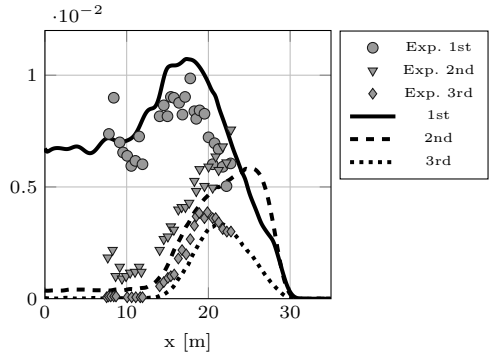 ·10⁻²
1
0.5
0
0 10 20 30
x [m]
Exp. 1st
Exp. 2nd
Exp. 3rd
1st
2nd
3rd